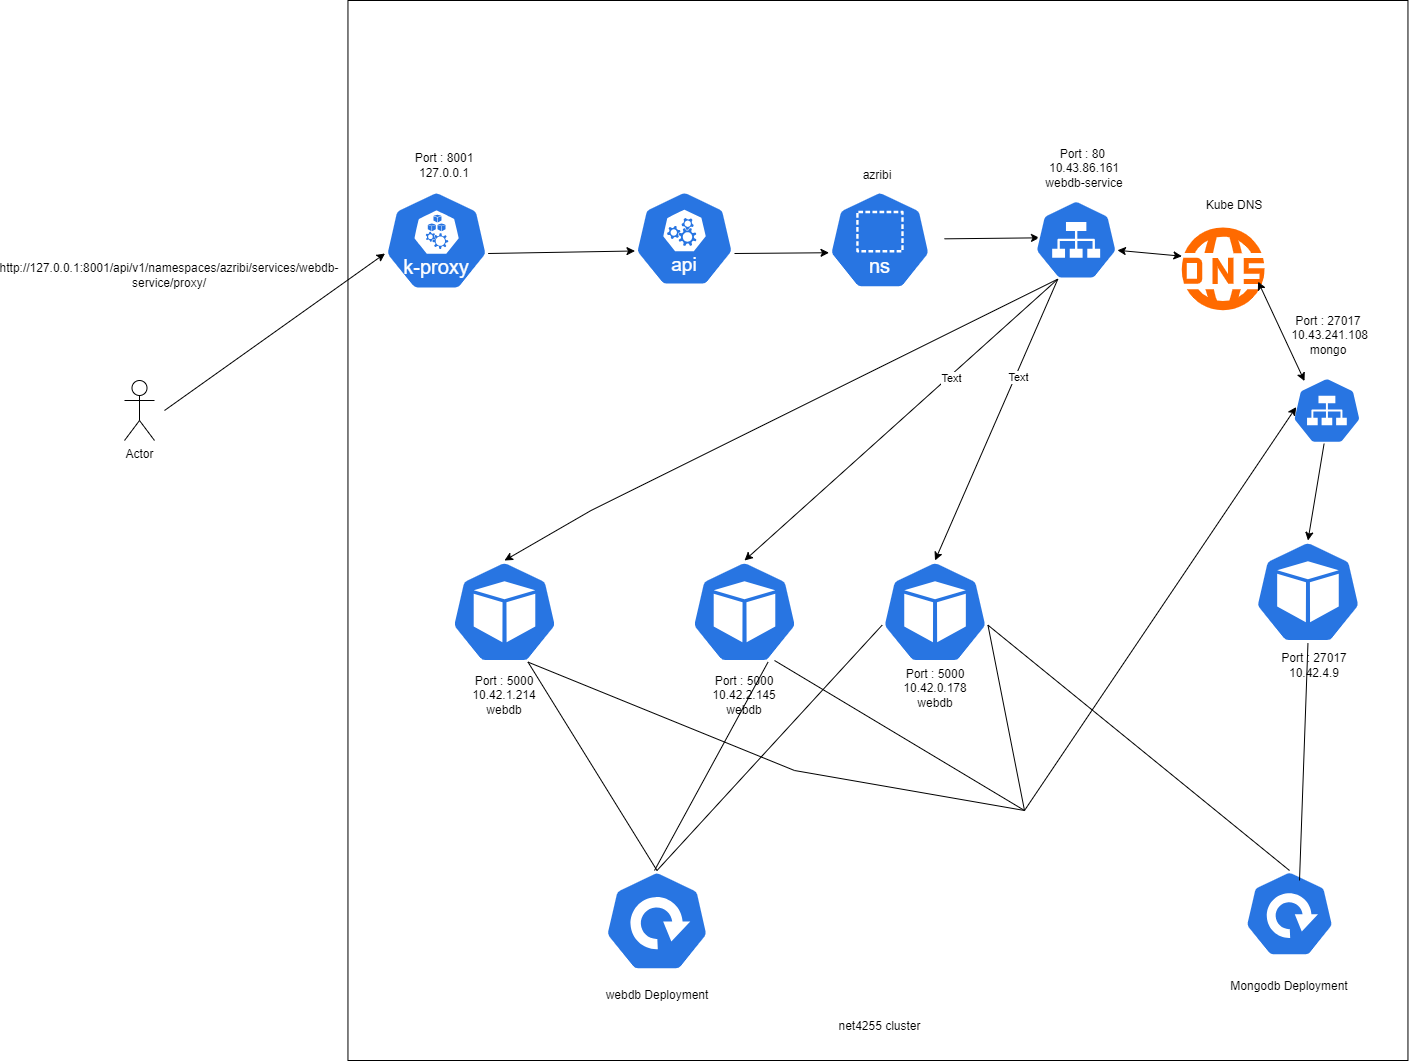 Port : 8001
127.0.0.1
k-proxy
api
azribi
ns
Port : 80
10.43.86.161
webdb-service
Kube DNS
DNS
http://127.0.0.1:8001/api/v1/namespaces/azribi/services/webdb-
service/proxy/
Port : 27017
10.43.241.108
mongo
Actor
Text
Text
Port : 5000
10.42.1.214
webdb
Port : 5000
10.42.2.145
webdb
Port : 5000
10.42.0.178
webdb
Port : 27017
10.42.4.9
webdb Deployment
Mongodb Deployment
net4255 cluster